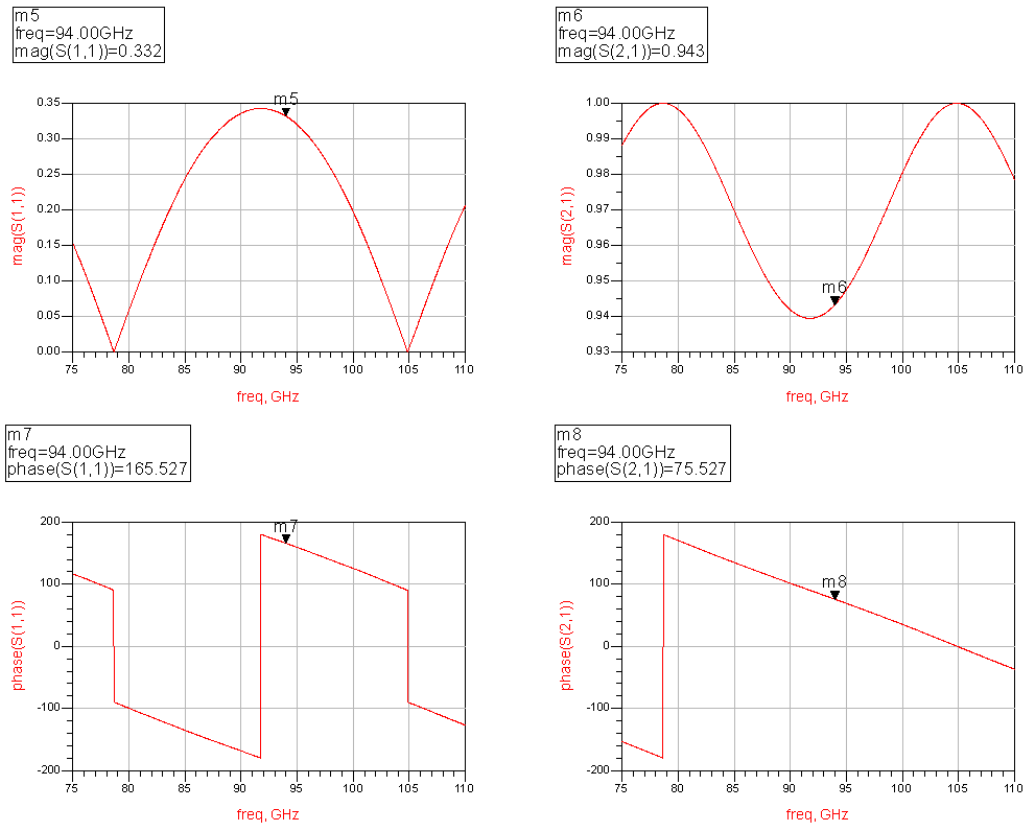 m5
freq=94.00GHz
mag(S(1,1))=0.332
m6
freq=94.00GHz
mag(S(2,1))=0.943
m5
0.35
0.30
0.25
0.20
0.15
0.10
0.05
0.00
mag(S(1,1))
75 80 85 90 95 100 105 110
freq, GHz
m6
1.00
0.99
0.98
0.97
0.96
0.95
0.94
0.93
mag(S(2,1))
75 80 85 90 95 100 105 110
freq, GHz
m7
freq=94.00GHz
phase(S(1,1))=165.527
m8
freq=94.00GHz
phase(S(2,1))=75.527
m7
200
100
0
-100
-200
phase(S(1,1))
75 80 85 90 95 100 105 110
freq, GHz
m8
200
100
0
-100
-200
phase(S(2,1))
75 80 85 90 95 100 105 110
freq, GHz